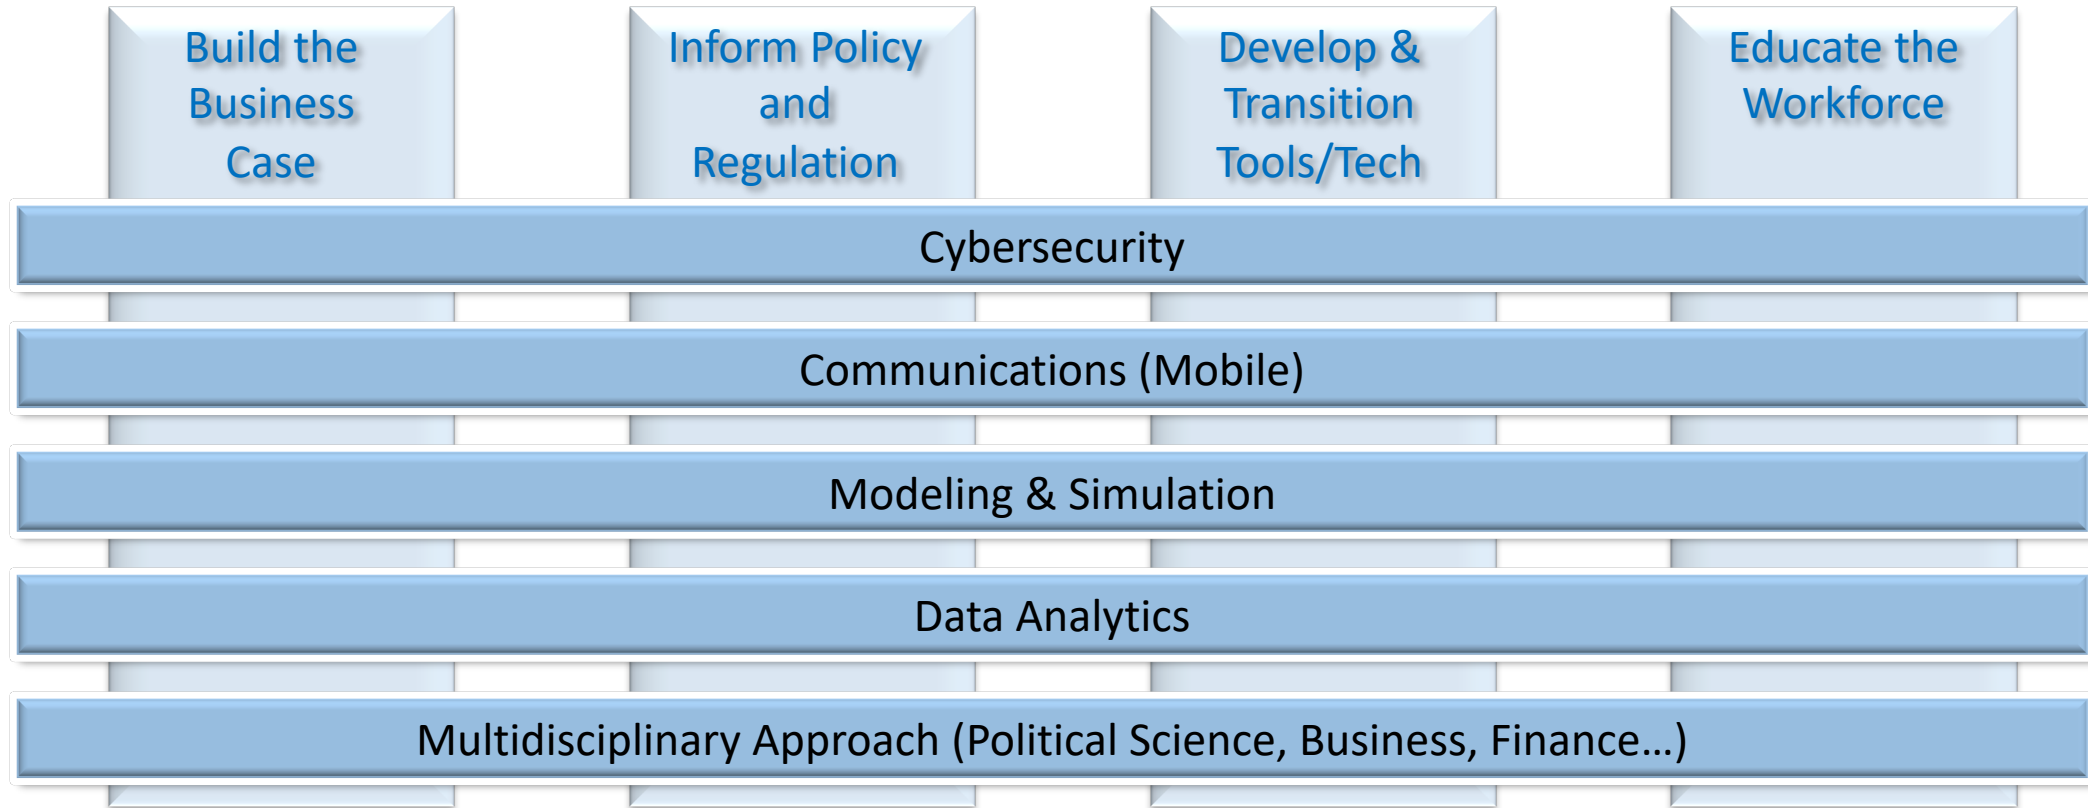 Build the
Business
Case
Inform Policy
and
Regulation
Develop &
Transition
Tools/Tech
Educate the
Workforce
Cybersecurity
Communications (Mobile)
Modeling & Simulation
Data Analytics
Multidisciplinary Approach (Political Science, Business, Finance…)